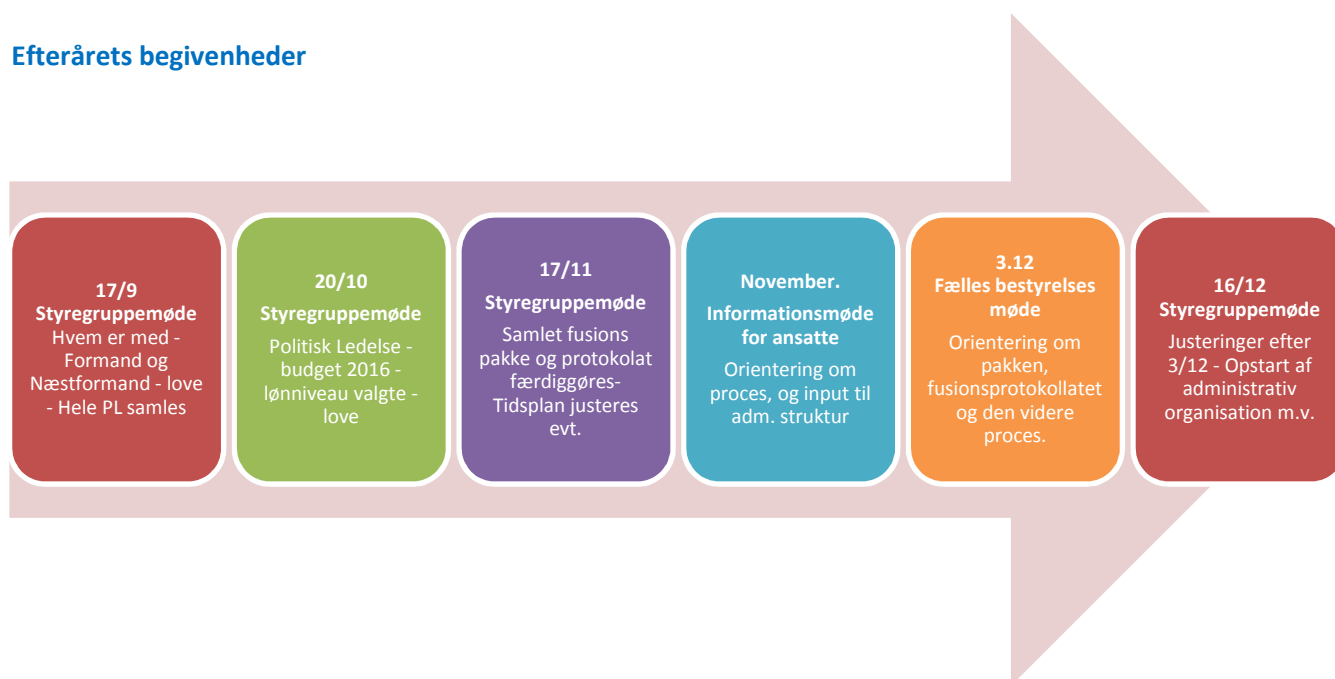 Efterårets begivenheder
17/9
Styregruppemøde
Hvem er med -
Formand og
Næstformand - love
- Hele PL samles
20/10
Styregruppemøde
Politisk Ledelse -
budget 2016 -
lønniveau valgte -
love
17/11
Styregruppemøde
Samlet fusions
pakke og protokolat
færdiggøres-
Tidsplan justeres
evt.
November.
Informationsmøde
for ansatte
Orientering om
proces, og input til
adm. struktur
3.12
Fælles bestyrelses
møde
Orientering om
pakken,
fusionsprotokollatet
og den videre
proces.
16/12
Styregruppemøde
Justeringer efter
3/12 - Opstart af
administrativ
organisation m.v.